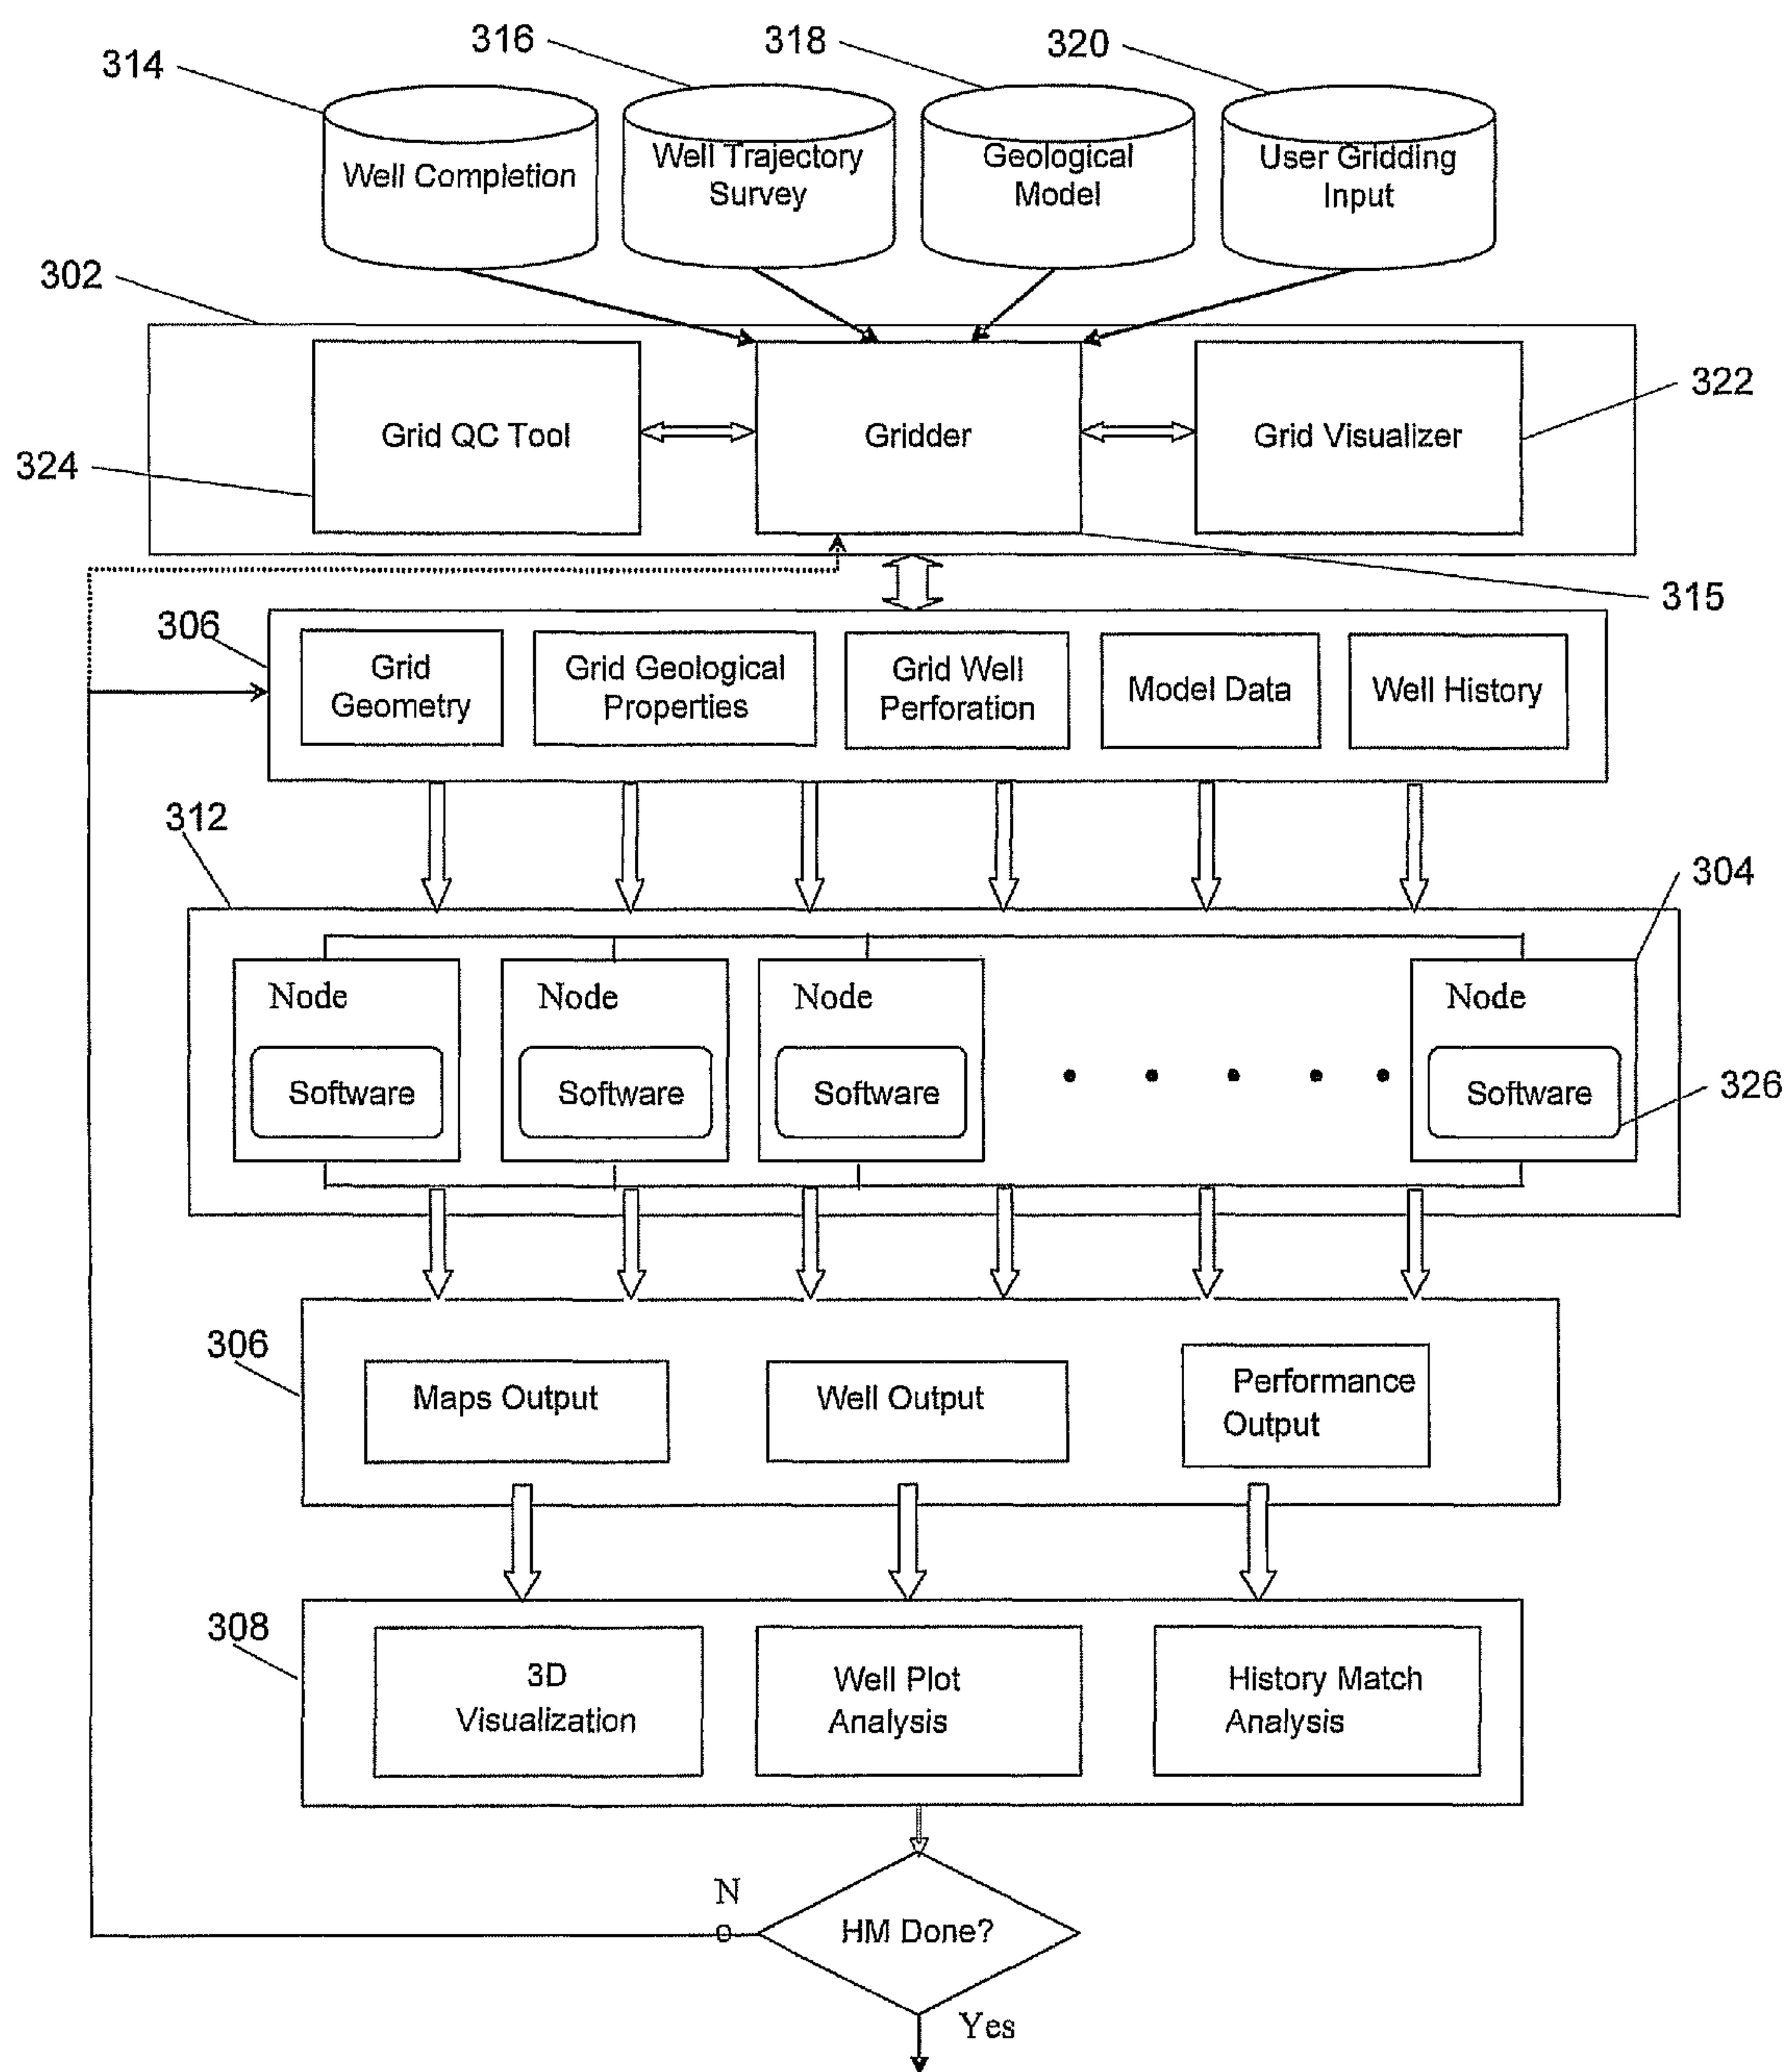 314
316
318
320
Well Completion
Well Trajectory
Survey
Geological
Model
User Gridding
Input
302
Grid QC Tool
Gridder
Grid Visualizer
322
324
315
306
Grid
Geometry
Grid Geological
Properties
Grid Well
Perforation
Model Data
Well History
312
304
Node
Software
Node
Software
Node
Software
Node
Software
326
306
Maps Output
Well Output
Performance
Output
308
3D
Visualization
Well Plot
Analysis
History Match
Analysis
N
o
HM Done?
Yes